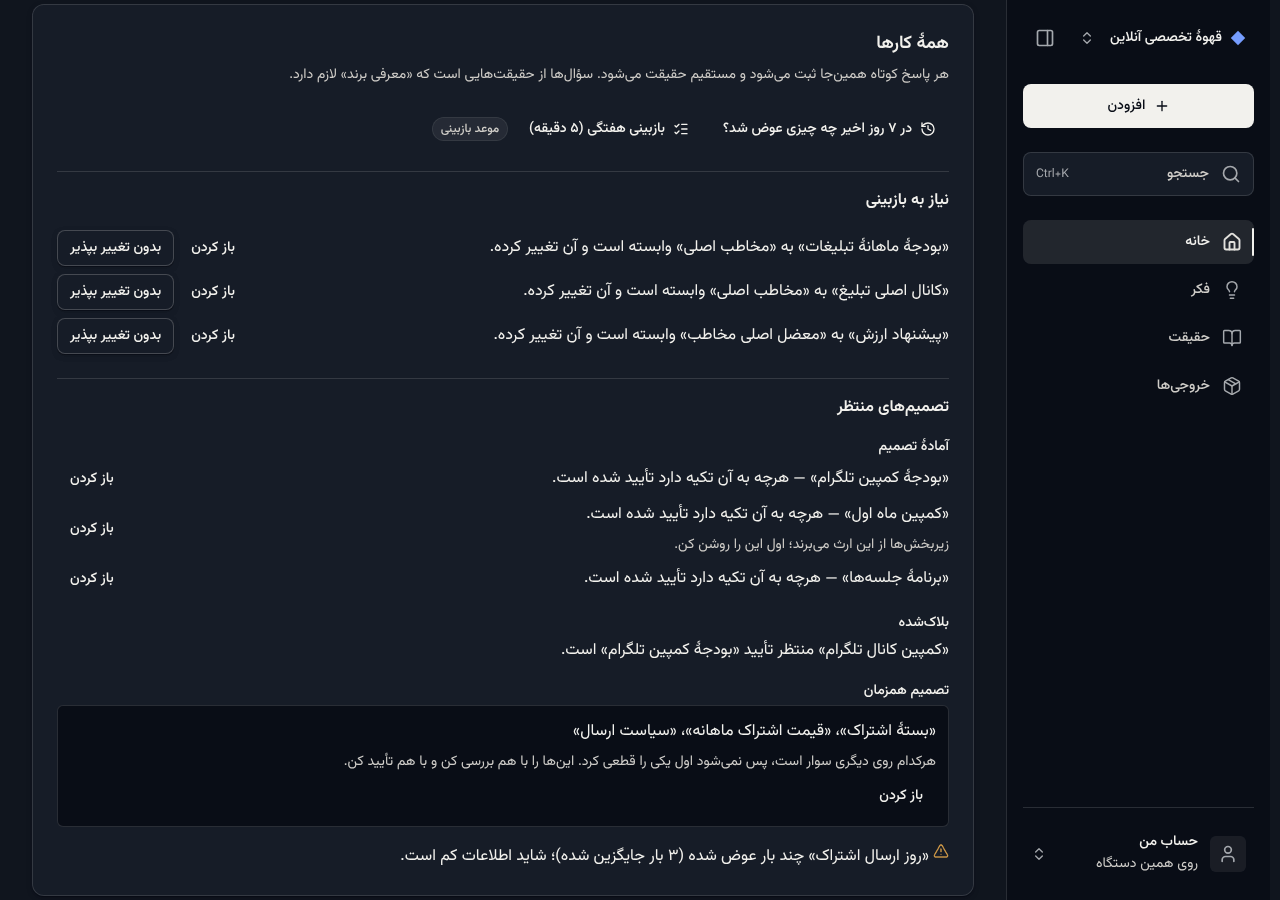 قهوهٔ تخصصی آنلاین
افزودن
جستجو
Ctrl+K
خانه
فکر
حقیقت
خروجی‌ها
حساب من
روی همین دستگاه
همهٔ کارها
هر پاسخ کوتاه همین‌جا ثبت می‌شود و مستقیم حقیقت می‌شود. سؤال‌ها از حقیقت‌هایی است که «معرفی برند» لازم دارد.
در ۷ روز اخیر چه چیزی عوض شد؟ بازبینی هفتگی (۵ دقیقه) موعد بازبینی
نیاز به بازبینی
«بودجهٔ ماهانهٔ تبلیغات» به «مخاطب اصلی» وابسته است و آن تغییر کرده. باز کردن بدون تغییر بپذیر
«کانال اصلی تبلیغ» به «مخاطب اصلی» وابسته است و آن تغییر کرده. باز کردن بدون تغییر بپذیر
«پیشنهاد ارزش» به «معضل اصلی مخاطب» وابسته است و آن تغییر کرده. باز کردن بدون تغییر بپذیر
تصمیم‌های منتظر
آمادهٔ تصمیم
«بودجهٔ کمپین تلگرام» — هرچه به آن تکیه دارد تأیید شده است. باز کردن
«کمپین ماه اول» — هرچه به آن تکیه دارد تأیید شده است.
زیربخش‌ها از این ارث می‌برند؛ اول این را روشن کن.
باز کردن
«برنامهٔ جلسه‌ها» — هرچه به آن تکیه دارد تأیید شده است. باز کردن
بلاک‌شده
«کمپین کانال تلگرام» منتظر تأیید «بودجهٔ کمپین تلگرام» است.
تصمیم همزمان
«بستهٔ اشتراک»، «قیمت اشتراک ماهانه»، «سیاست ارسال»
هرکدام روی دیگری سوار است، پس نمی‌شود اول یکی را قطعی کرد. این‌ها را با هم بررسی کن و با هم تأیید کن.
باز کردن
«روز ارسال اشتراک» چند بار عوض شده (۳ بار جایگزین شده)؛ شاید اطلاعات کم است.